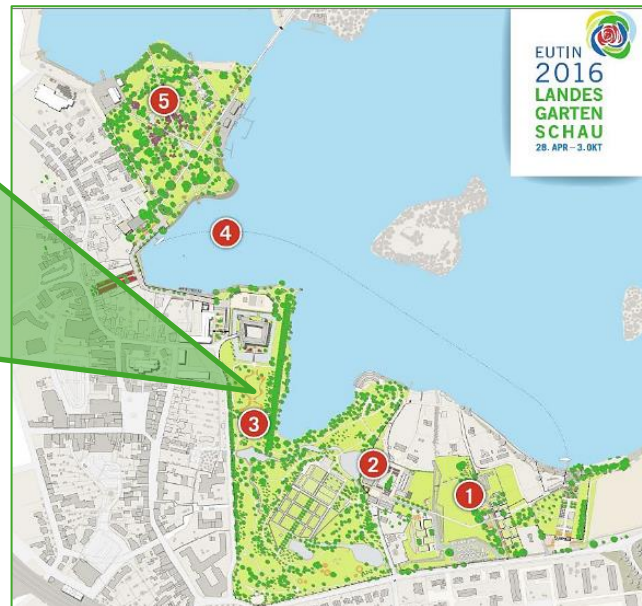 EUTIN
2016
LANDES
GARTEN
SCHAU
28. APR – 3. OKT
5
4
3
2
1